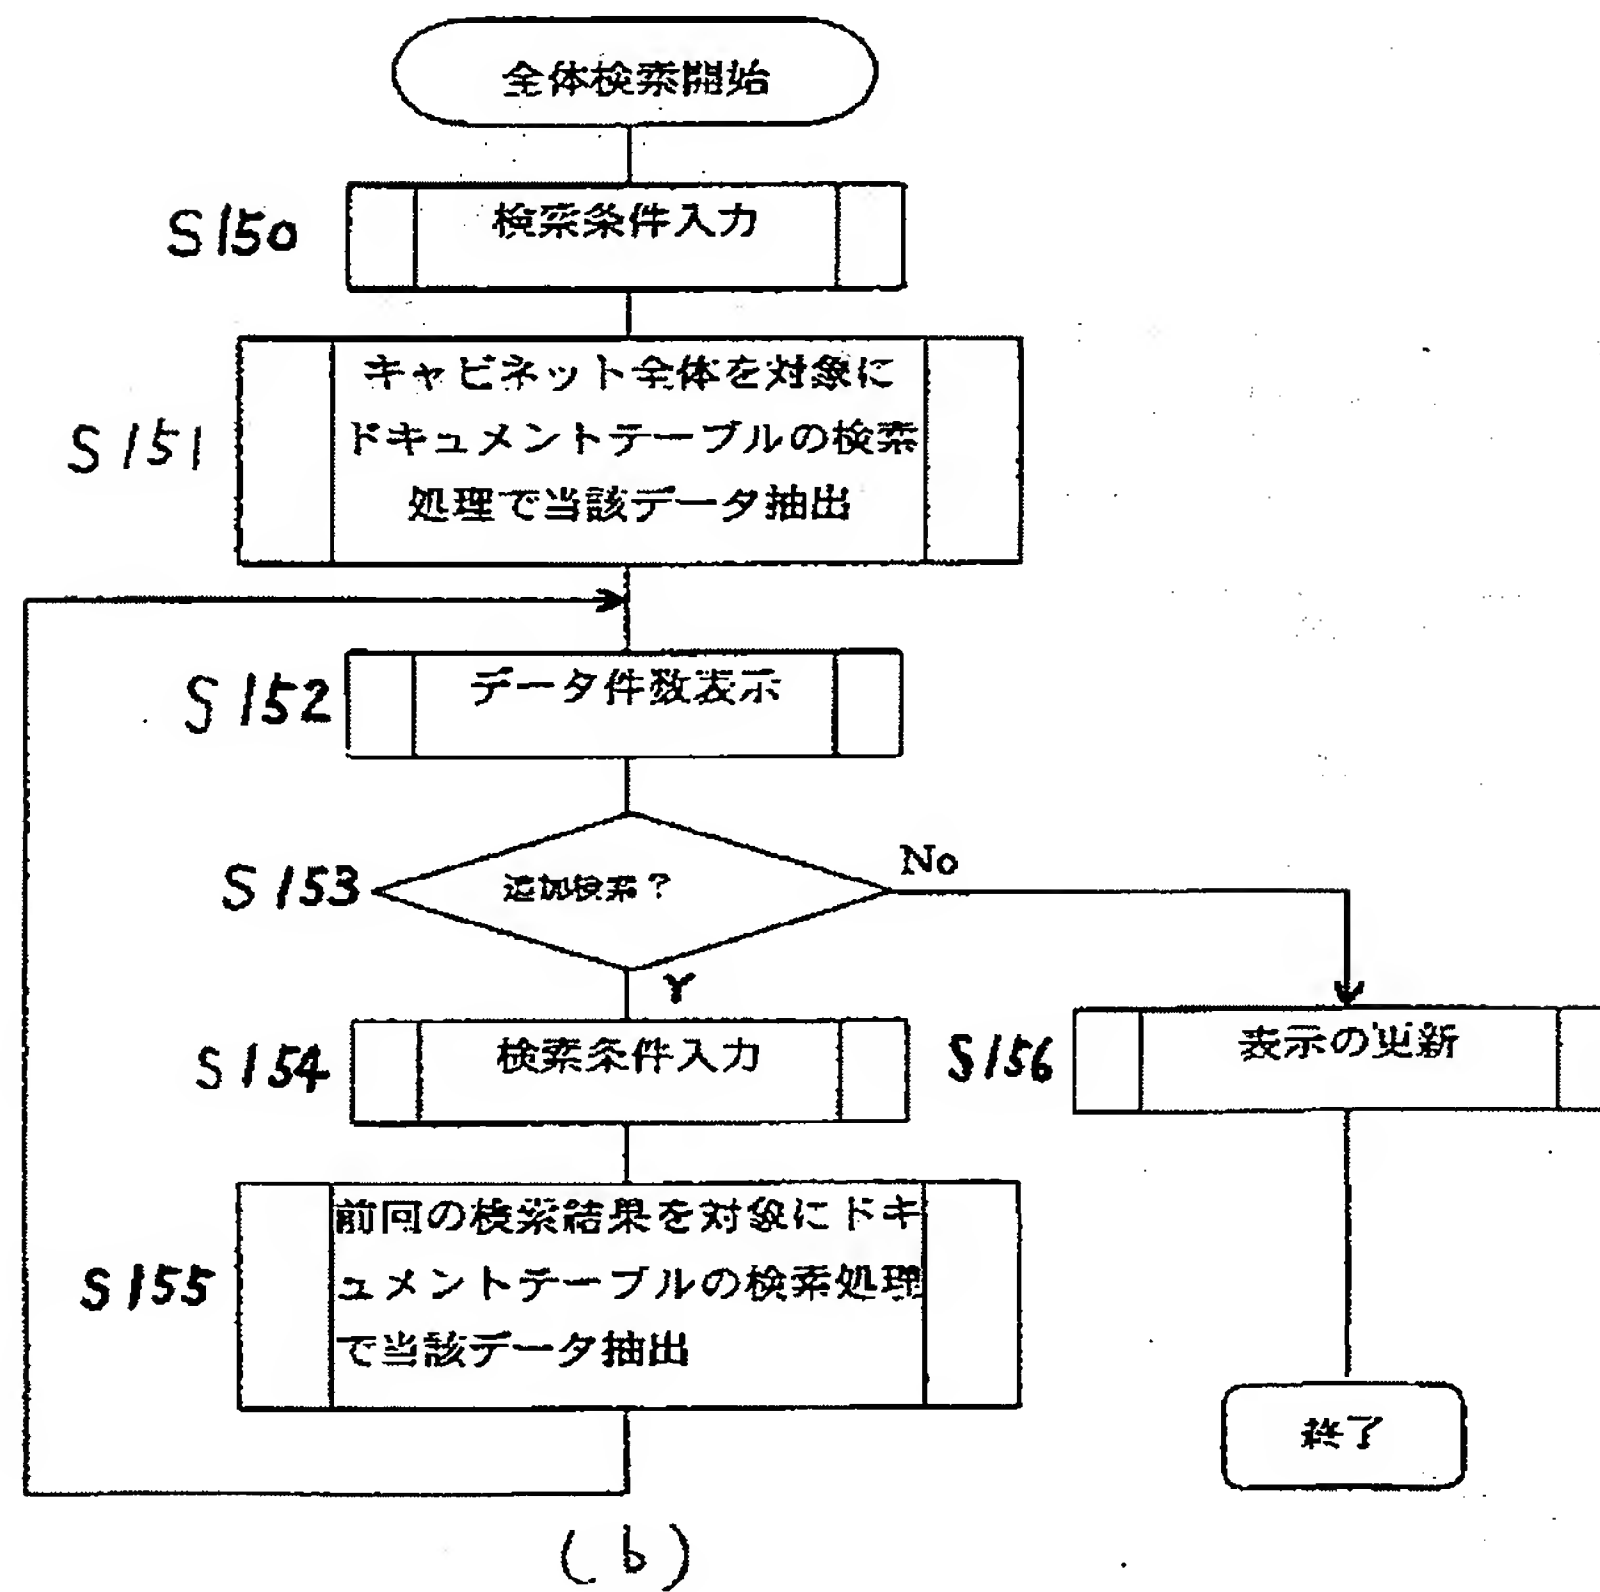 全体検索開始
S150
検索条件入力
S151
キャビネット全体を対象に
ドキュメントテーブルの検索
処理で当該データ抽出
S152
データ件数表示
S153
追加検索?
No
Y
S154
検索条件入力
S156
表示の更新
S155
前回の検索結果を対象にドキ
ュメントテーブルの検索処理
で当該データ抽出
終了
(b)